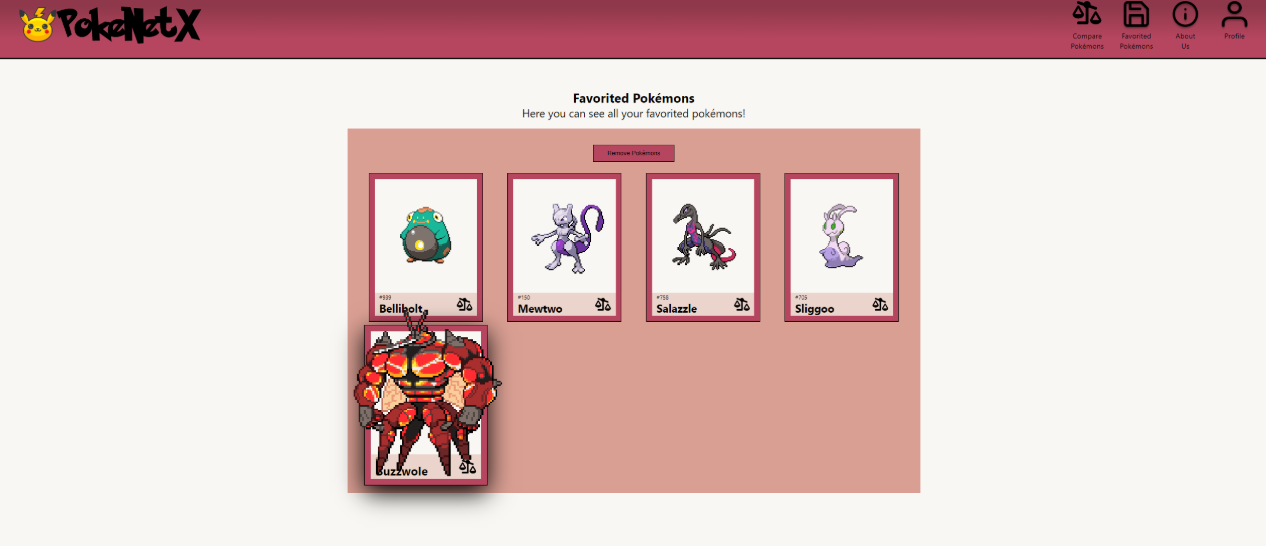 PokeNetX
Compare
Pokémons
Favorited
Pokémons
About
Us
Profile
Favorited Pokémons
Here you can see all your favorited pokémons!
Remove Pokémons
#939
Bellibolt
#150
Mewtwo
#758
Salazzle
#705
Sliggoo
Buzzwole